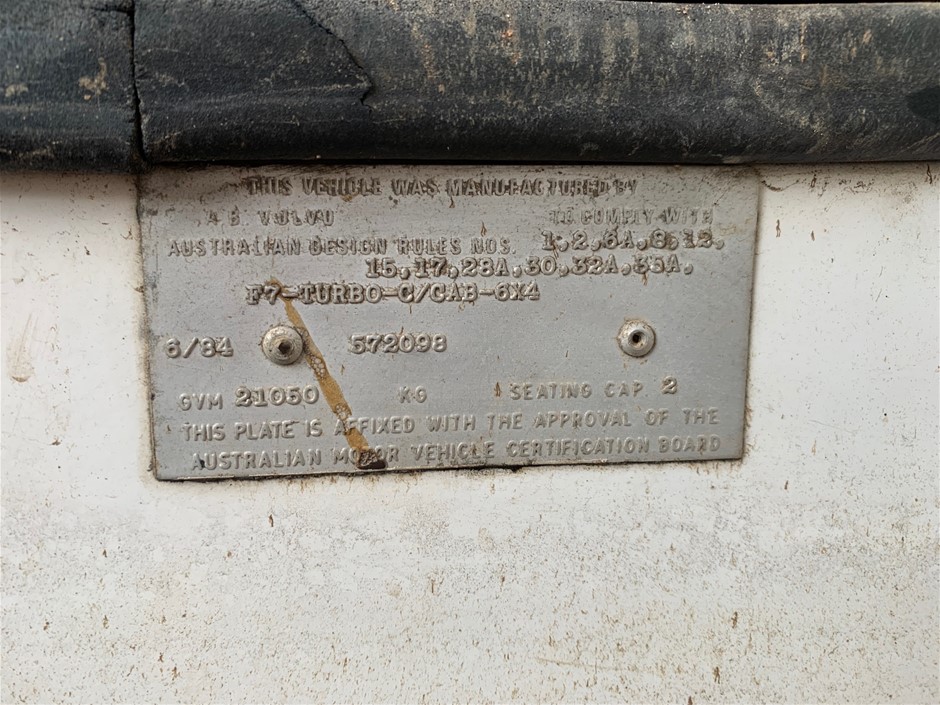 THIS VEHICLE WAS MANUFACTURED BY
A B VOLVO TO COMPLY WITH
AUSTRALIAN DESIGN RULES NOS. 1,2,8A,8,12,
15,17,28A,30,32A,35A,
F7-TURBO-C/CAB-6X4
6/84 572098
GVM 21050 KG SEATING CAP 2
THIS PLATE IS AFFIXED WITH THE APPROVAL OF THE
AUSTRALIAN MOTOR VEHICLE CERTIFICATION BOARD